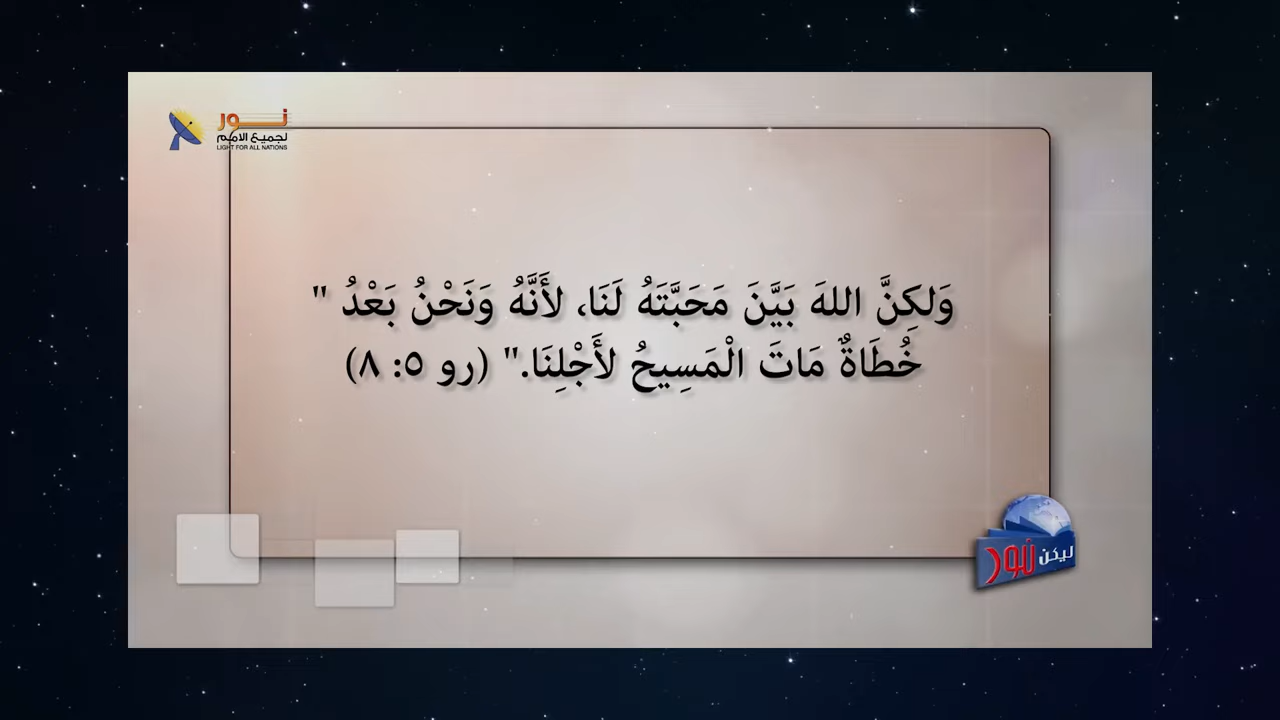 نور
لجميع الامم
LIGHT FOR ALL NATIONS
" وَلكِنَّ اللهَ بَيَّنَ مَحَبَّتَهُ لَنَا، لأَنَّهُ وَنَحْنُ بَعْدُ
خُطَاةٌ مَاتَ الْمَسِيحُ لأَجْلِنَا." (رو ٥: ٨)
ليكن نور